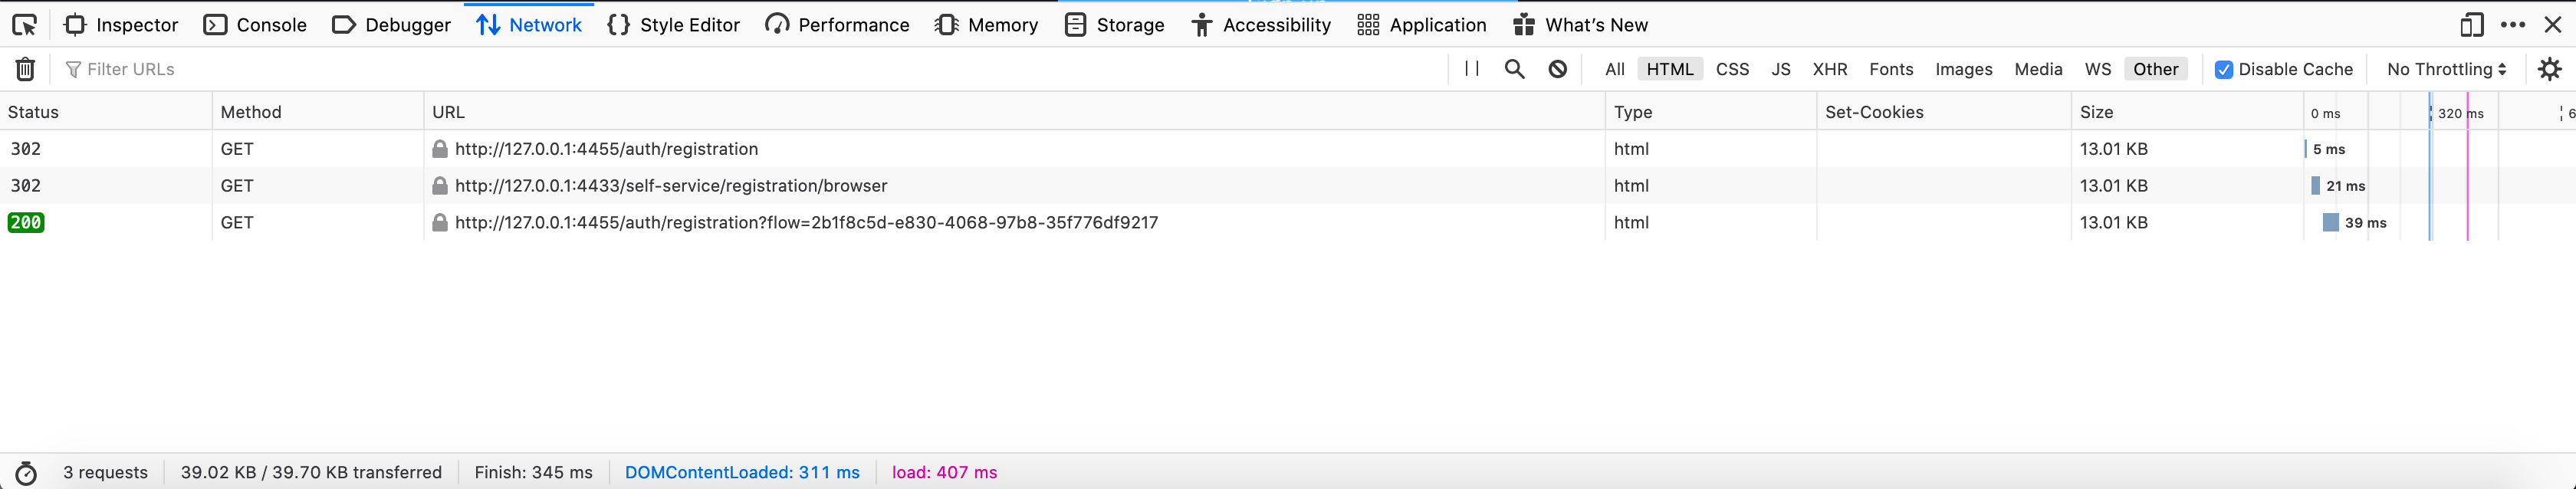 Inspector Console Debugger Network Style Editor Performance Memory Storage Accessibility Application What's New
Filter URLs All HTML CSS JS XHR Fonts Images Media WS Other Disable Cache No Throttling
Status Method URL Type Set-Cookies Size 0 ms 320 ms 6
302 GET http://127.0.0.1:4455/auth/registration html 13.01 KB 5 ms
302 GET http://127.0.0.1:4433/self-service/registration/browser html 13.01 KB 21 ms
200 GET http://127.0.0.1:4455/auth/registration?flow=2b1f8c5d-e830-4068-97b8-35f776df9217 html 13.01 KB 39 ms
3 requests 39.02 KB / 39.70 KB transferred Finish: 345 ms DOMContentLoaded: 311 ms load: 407 ms